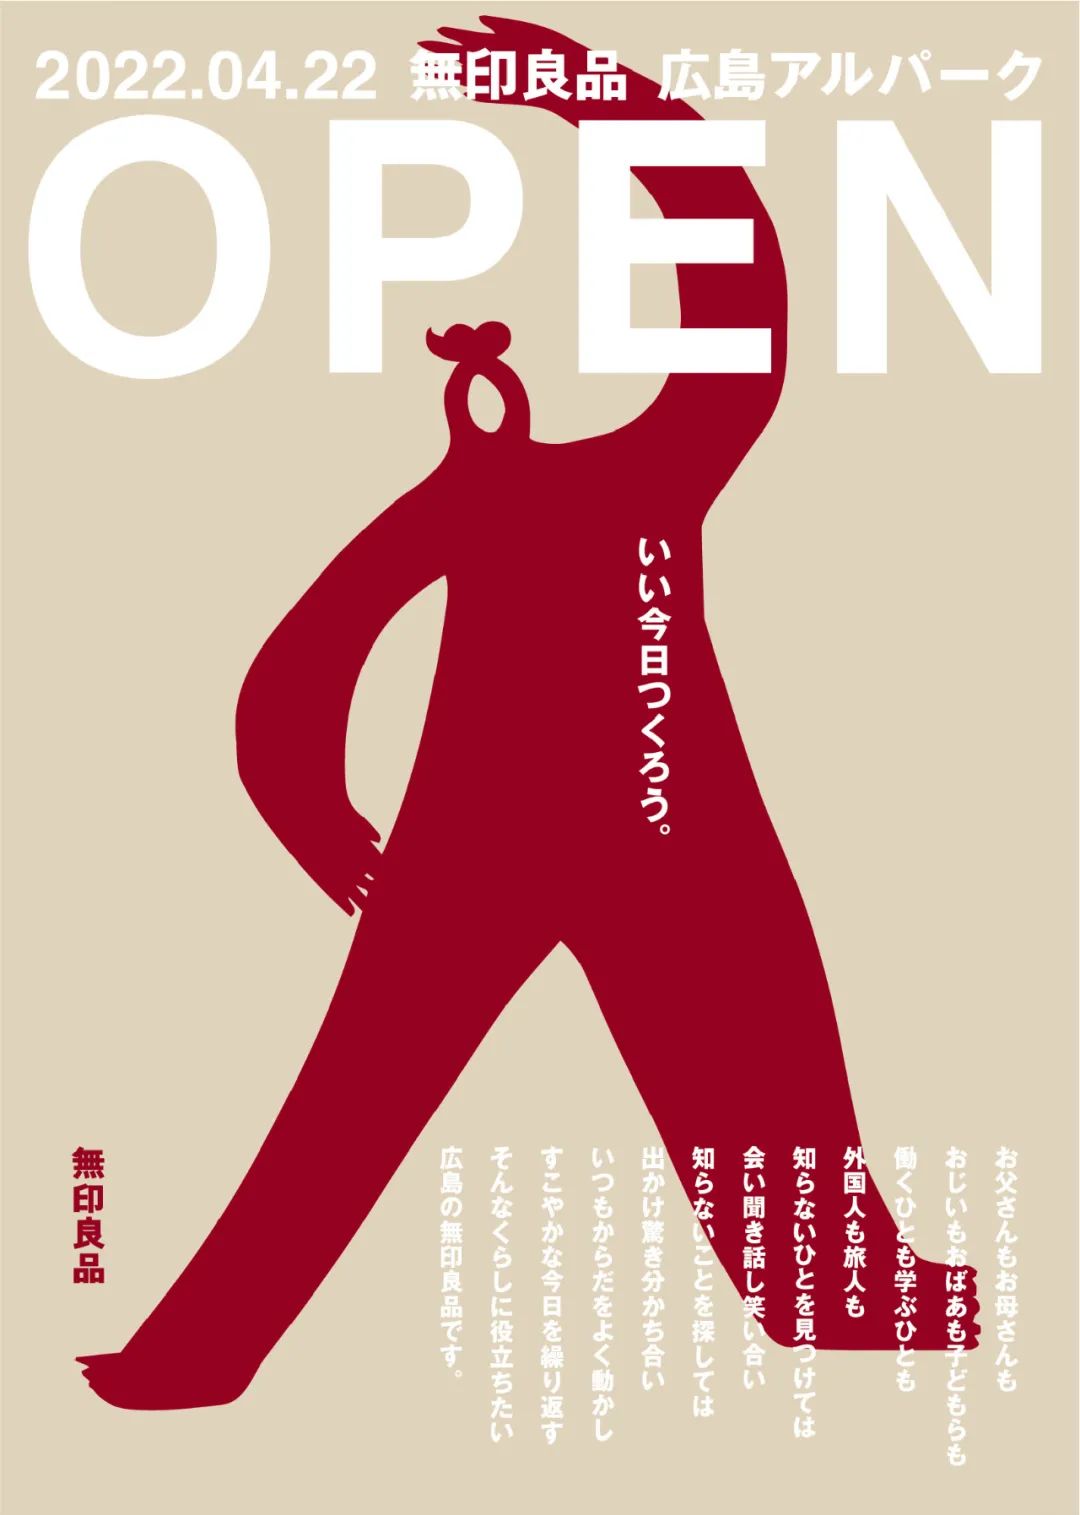 2022.04.22 無印良品 広島アルパーク
OPEN
いい今日つくろう。
お父さんもお母さんも
おじいもおばあも子どもらも
働くひとも学ぶひとも
外国人も旅人も
知らないひとを見つけては
会い聞き話し笑い合い
知らないことを探しては
出かけ驚き分かち合い
いつもからだをよく動かし
すこやかな今日を繰り返す
そんなくらしに役立ちたい
広島の無印良品です。
無印良品